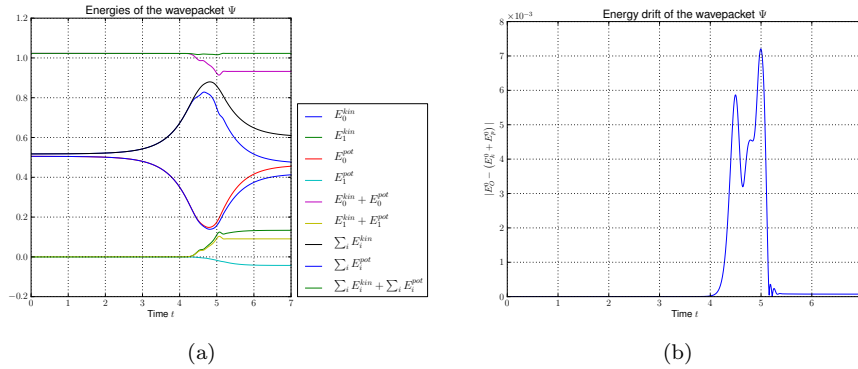 Energies of the wavepacket Ψ
1.2
1.0
0.8
0.6
0.4
0.2
0.0
−0.2
0 1 2 3 4 5 6 7
Time t
E_0^{kin}
E_1^{kin}
E_0^{pot}
E_1^{pot}
E_0^{kin} + E_0^{pot}
E_1^{kin} + E_1^{pot}
∑_i E_i^{kin}
∑_i E_i^{pot}
∑_i E_i^{kin} + ∑_i E_i^{pot}
(a)
Energy drift of the wavepacket Ψ
8 ×10^{−3}
7
6
5
4
3
2
1
0
0 1 2 3 4 5 6
Time t
(b)